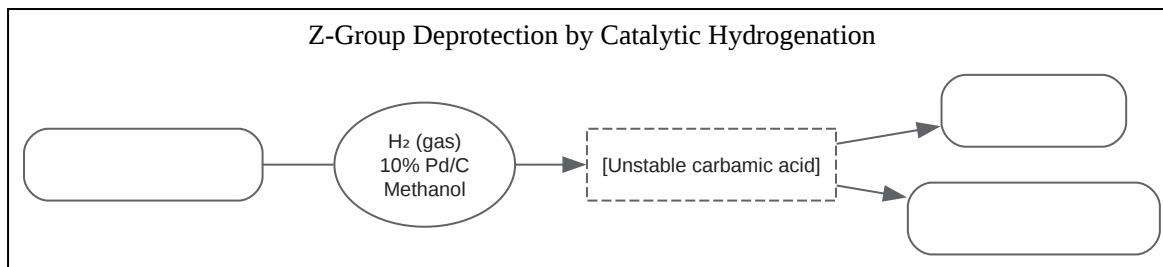 Z-Group Deprotection by Catalytic Hydrogenation
H₂ (gas)
10% Pd/C
Methanol
[Unstable carbamic acid]